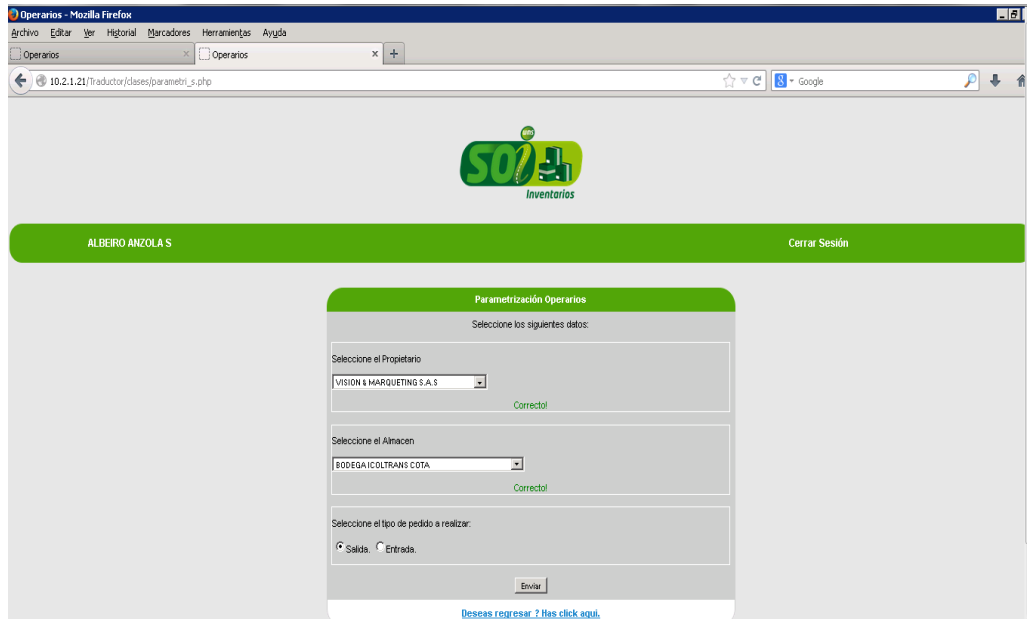 Operarios - Mozilla Firefox
Archivo Editar Ver Historial Marcadores Herramientas Ayuda
Operarios
Operarios
10.2.1.21/Traductor/clases/parametri_s.php
Google
SOi
Inventarios
ALBEIRO ANZOLA S
Cerrar Sesión
Parametrización Operarios
Seleccione los siguientes datos:
Seleccione el Propietario
VISION & MARQUETING S.A.S
Correcto!
Seleccione el Almacen
BODEGA ICOLTRANS COTA
Correcto!
Seleccione el tipo de pedido a realizar:
Salida. Entrada.
Enviar
Deseas regresar ? Has click aqui.